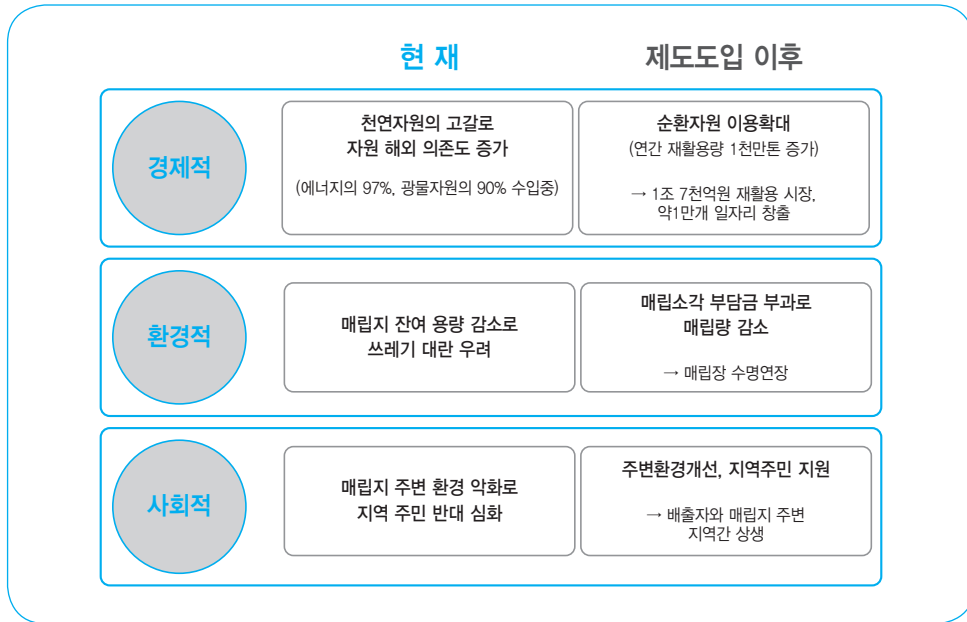 현 재
제도도입 이후
경제적
천연자원의 고갈로
자원 해외 의존도 증가
(에너지의 97%, 광물자원의 90% 수입중)
순환자원 이용확대
(연간 재활용량 1천만톤 증가)
→ 1조 7천억원 재활용 시장,
약1만개 일자리 창출
환경적
매립지 잔여 용량 감소로
쓰레기 대란 우려
매립소각 부담금 부과로
매립량 감소
→ 매립장 수명연장
사회적
매립지 주변 환경 악화로
지역 주민 반대 심화
주변환경개선, 지역주민 지원
→ 배출자와 매립지 주변
지역간 상생